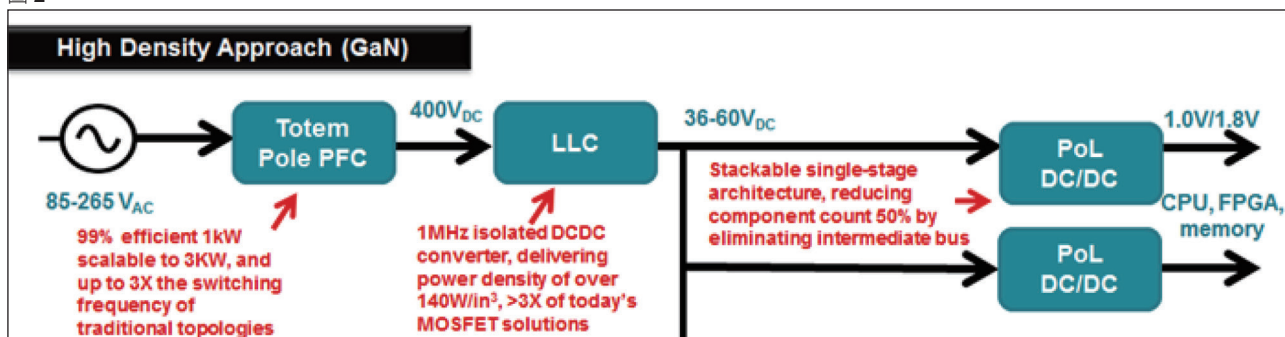 High Density Approach (GaN)
85-265 VAC
Totem
Pole PFC
99% efficient 1kW
scalable to 3KW, and
up to 3X the switching
frequency of
traditional topologies
400VDC
LLC
1MHz isolated DCDC
converter, delivering
power density of over
140W/in³, >3X of today's
MOSFET solutions
36-60VDC
Stackable single-stage
architecture, reducing
component count 50% by
eliminating intermediate bus
PoL
DC/DC
1.0V/1.8V
CPU, FPGA,
memory
PoL
DC/DC